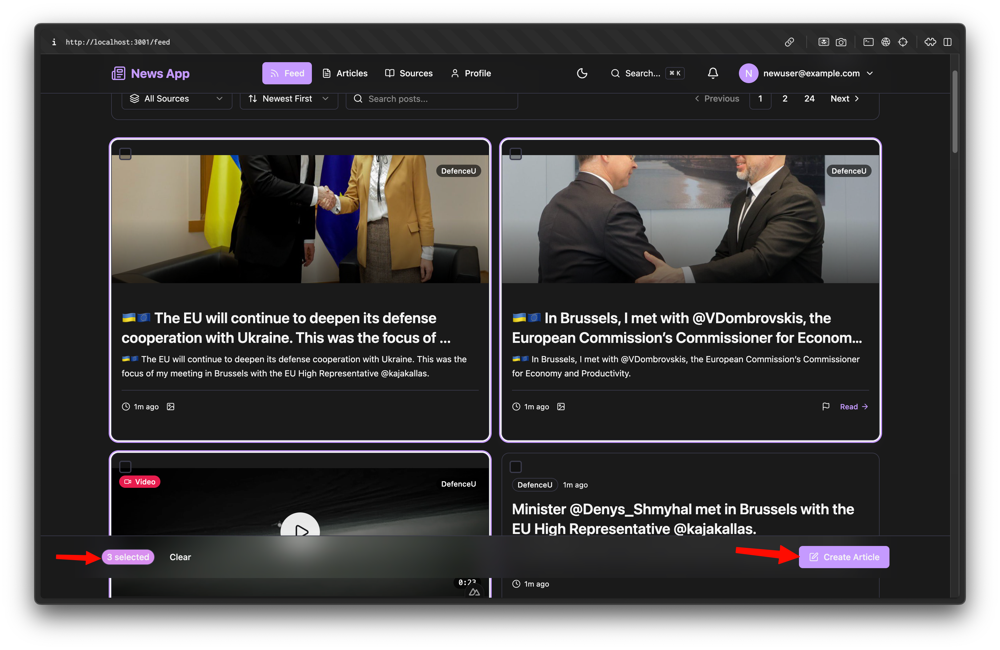 http://localhost:3001/feed
News App
Feed
Articles
Sources
Profile
Search...
⌘ K
N
newuser@example.com
All Sources
Newest First
Search posts...
Previous
1
2
24
Next
DefenceU
🇺🇦🇪🇺 The EU will continue to deepen its defense
cooperation with Ukraine. This was the focus of ...
🇺🇦🇪🇺 The EU will continue to deepen its defense cooperation with Ukraine. This was the
focus of my meeting in Brussels with the EU High Representative @kajakallas.
1m ago
DefenceU
🇺🇦🇪🇺 In Brussels, I met with @VDombrovskis, the
European Commission’s Commissioner for Econom...
🇺🇦🇪🇺 In Brussels, I met with @VDombrovskis, the European Commission’s Commissioner
for Economy and Productivity.
1m ago
Read
Video
DefenceU
0:23
DefenceU
1m ago
Minister @Denys_Shmyhal met in Brussels with the
EU High Representative @kajakallas.
1m ago
3 selected
Clear
Create Article